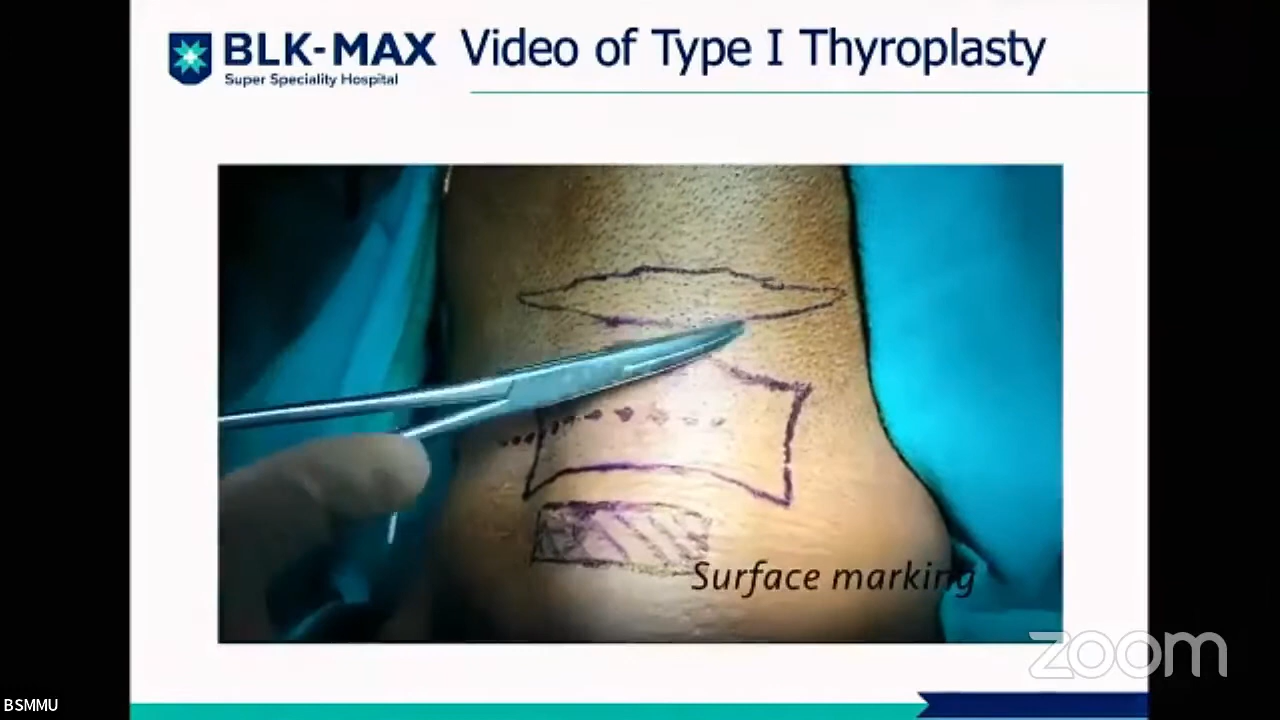 BLK-MAX
Super Speciality Hospital
Video of Type I Thyroplasty
Surface marking
zoom
BSMMU